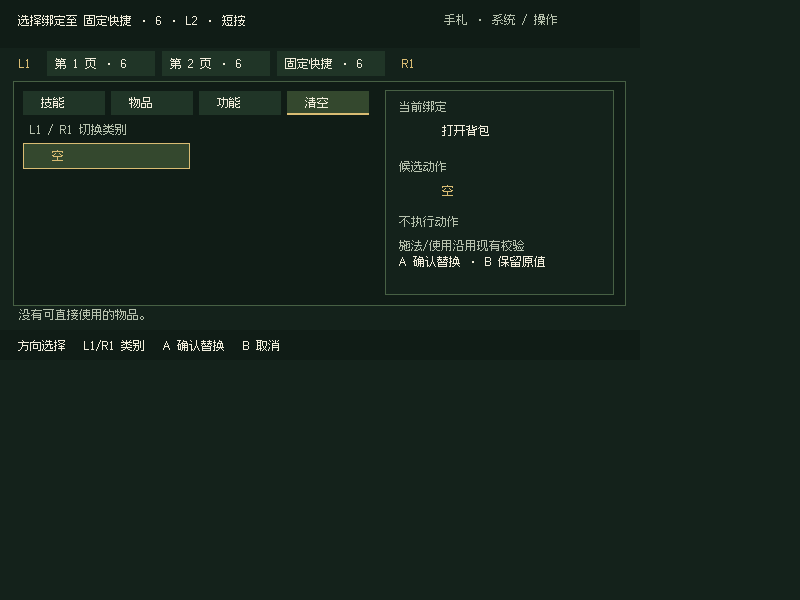 选择绑定至 固定快捷 · 6 · L2 · 短按
手札 · 系统 / 操作
L1 第 1 页 · 6 第 2 页 · 6 固定快捷 · 6 R1
技能 物品 功能 清空
L1 / R1 切换类别
空
当前绑定
打开背包
候选动作
空
不执行动作
施法/使用沿用现有校验
A 确认替换 · B 保留原值
没有可直接使用的物品。
方向选择 L1/R1 类别 A 确认替换 B 取消